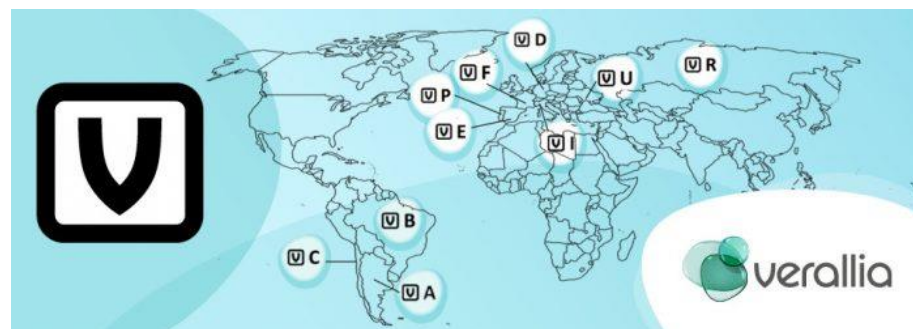 V
V D
V F
V U
V R
V P
V E
V I
V B
V C
V A
verallia